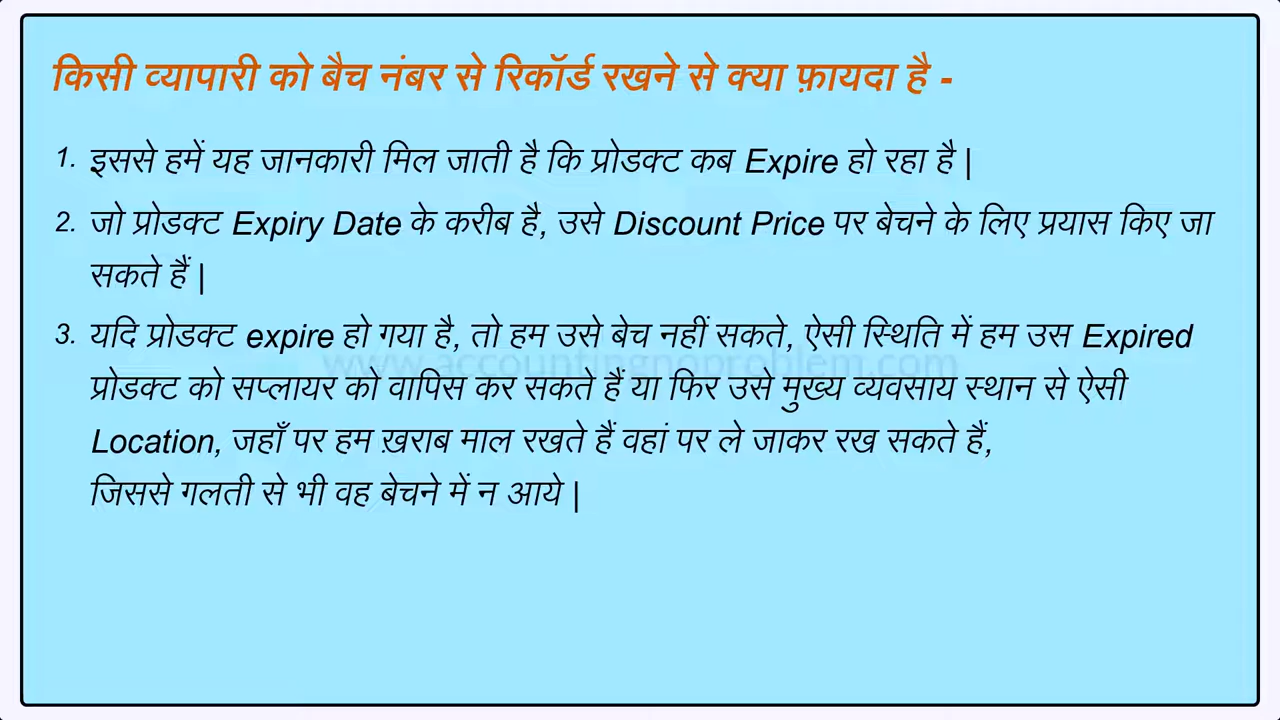 किसी व्यापारी को बैच नंबर से रिकॉर्ड रखने से क्या फ़ायदा है -
1. इससे हमें यह जानकारी मिल जाती है कि प्रोडक्ट कब Expire हो रहा है |
2. जो प्रोडक्ट Expiry Date के करीब है, उसे Discount Price पर बेचने के लिए प्रयास किए जा
सकते हैं |
3. यदि प्रोडक्ट expire हो गया है, तो हम उसे बेच नहीं सकते, ऐसी स्थिति में हम उस Expired
www.accountingnoproblem.com
प्रोडक्ट को सप्लायर को वापिस कर सकते हैं या फिर उसे मुख्य व्यवसाय स्थान से ऐसी
Location, जहाँ पर हम ख़राब माल रखते हैं वहां पर ले जाकर रख सकते हैं,
जिससे गलती से भी वह बेचने में न आये |